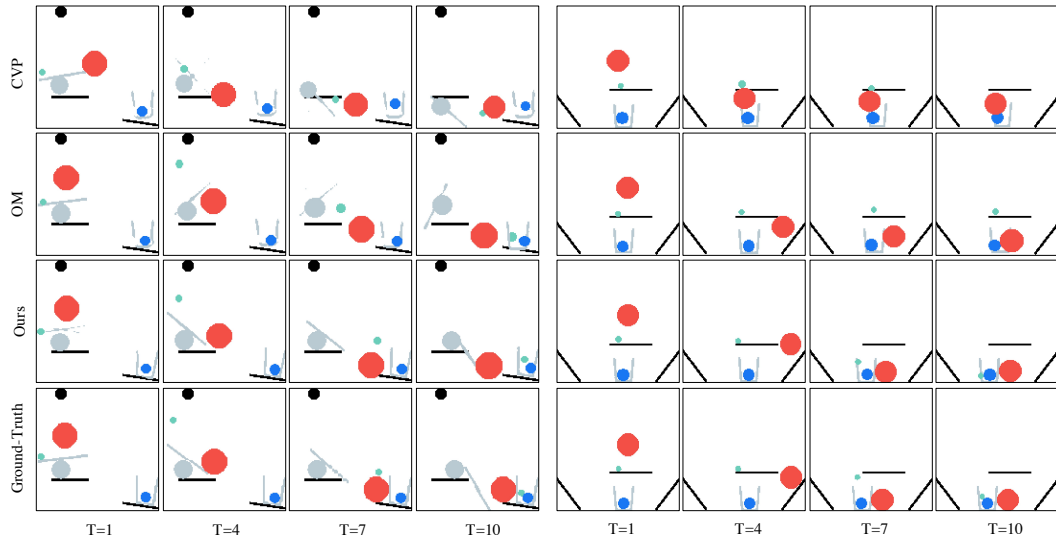 CVP
OM
Ours
Ground-Truth
T=1 T=4 T=7 T=10 T=1 T=4 T=7 T=10